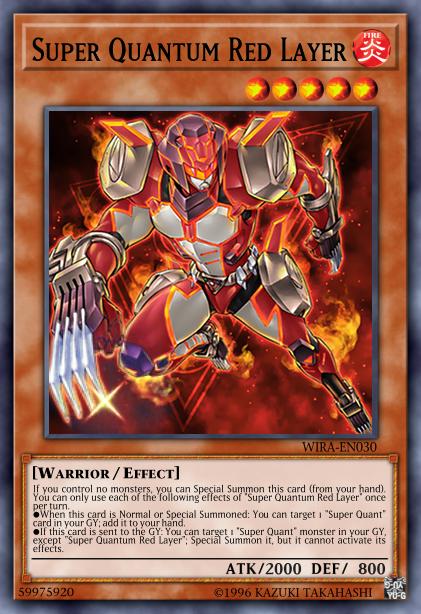 SUPER QUANTUM RED LAYER
FIRE
炎
WIRA-EN030
[WARRIOR / EFFECT]
If you control no monsters, you can Special Summon this card (from your hand).
You can only use each of the following effects of "Super Quantum Red Layer" once
per turn.
●When this card is Normal or Special Summoned: You can target 1 "Super Quant"
card in your GY; add it to your hand.
●If this card is sent to the GY: You can target 1 "Super Quant" monster in your GY,
except "Super Quantum Red Layer"; Special Summon it, but it cannot activate its
effects.
ATK/2000 DEF/ 800
59975920
©1996 KAZUKI TAKAHASHI